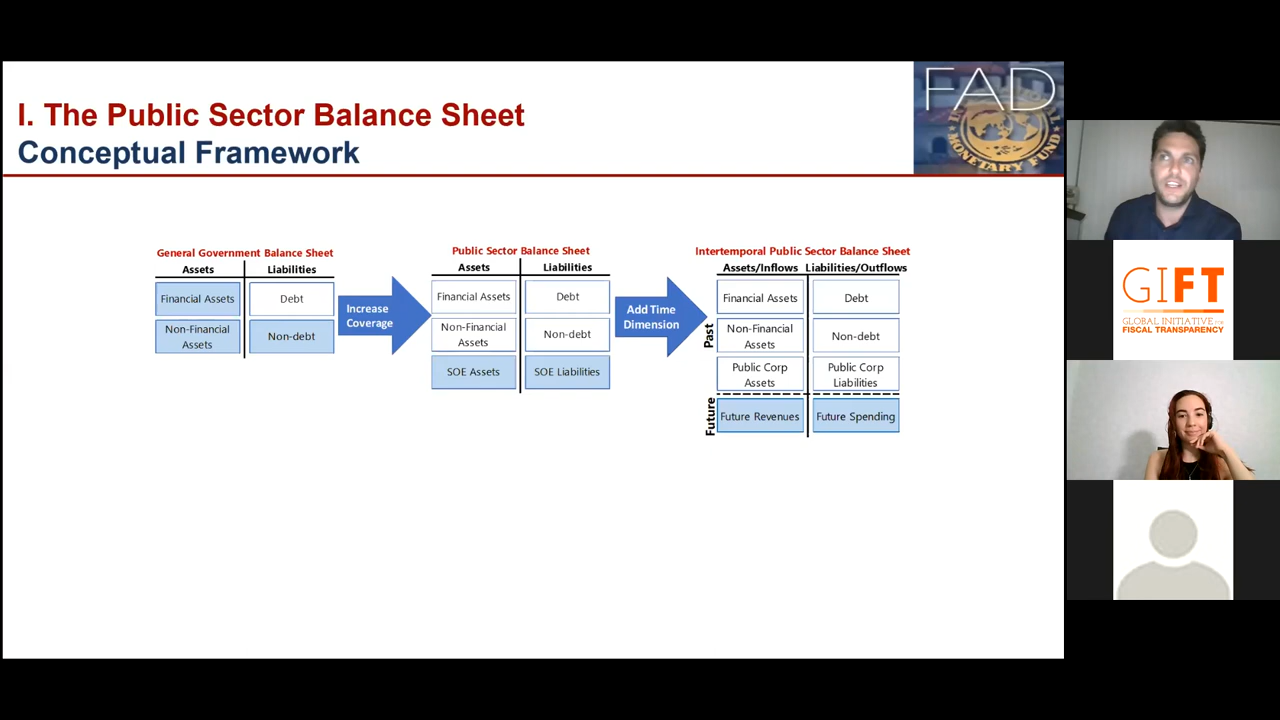 I. The Public Sector Balance Sheet
Conceptual Framework
FAD
INTERNATIONAL
MONETARY FUND
General Government Balance Sheet
Assets
Liabilities
Financial Assets
Debt
Non-Financial
Assets
Non-debt
Increase
Coverage
Public Sector Balance Sheet
Assets
Liabilities
Financial Assets
Debt
Non-Financial
Assets
Non-debt
SOE Assets
SOE Liabilities
Add Time
Dimension
Intertemporal Public Sector Balance Sheet
Assets/Inflows
Liabilities/Outflows
Past
Financial Assets
Debt
Non-Financial
Assets
Non-debt
Public Corp
Assets
Public Corp
Liabilities
Future
Future Revenues
Future Spending
GIFT
GLOBAL INITIATIVE FOR
FISCAL TRANSPARENCY